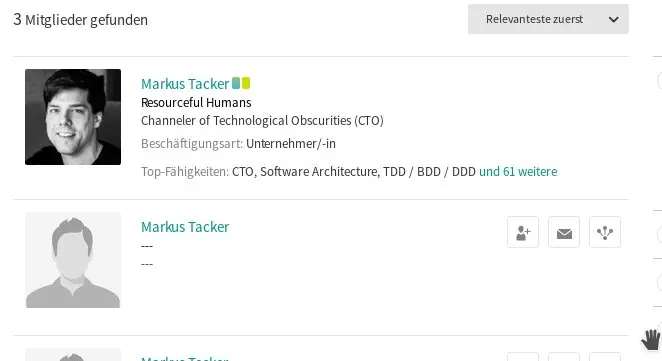 3 Mitglieder gefunden
Relevanteste zuerst
Markus Tacker
Resourceful Humans
Channeler of Technological Obscurities (CTO)
Beschäftigungsart: Unternehmer/-in
Top-Fähigkeiten: CTO, Software Architecture, TDD / BDD / DDD und 61 weitere
Markus Tacker
---
---
Markus Tacker